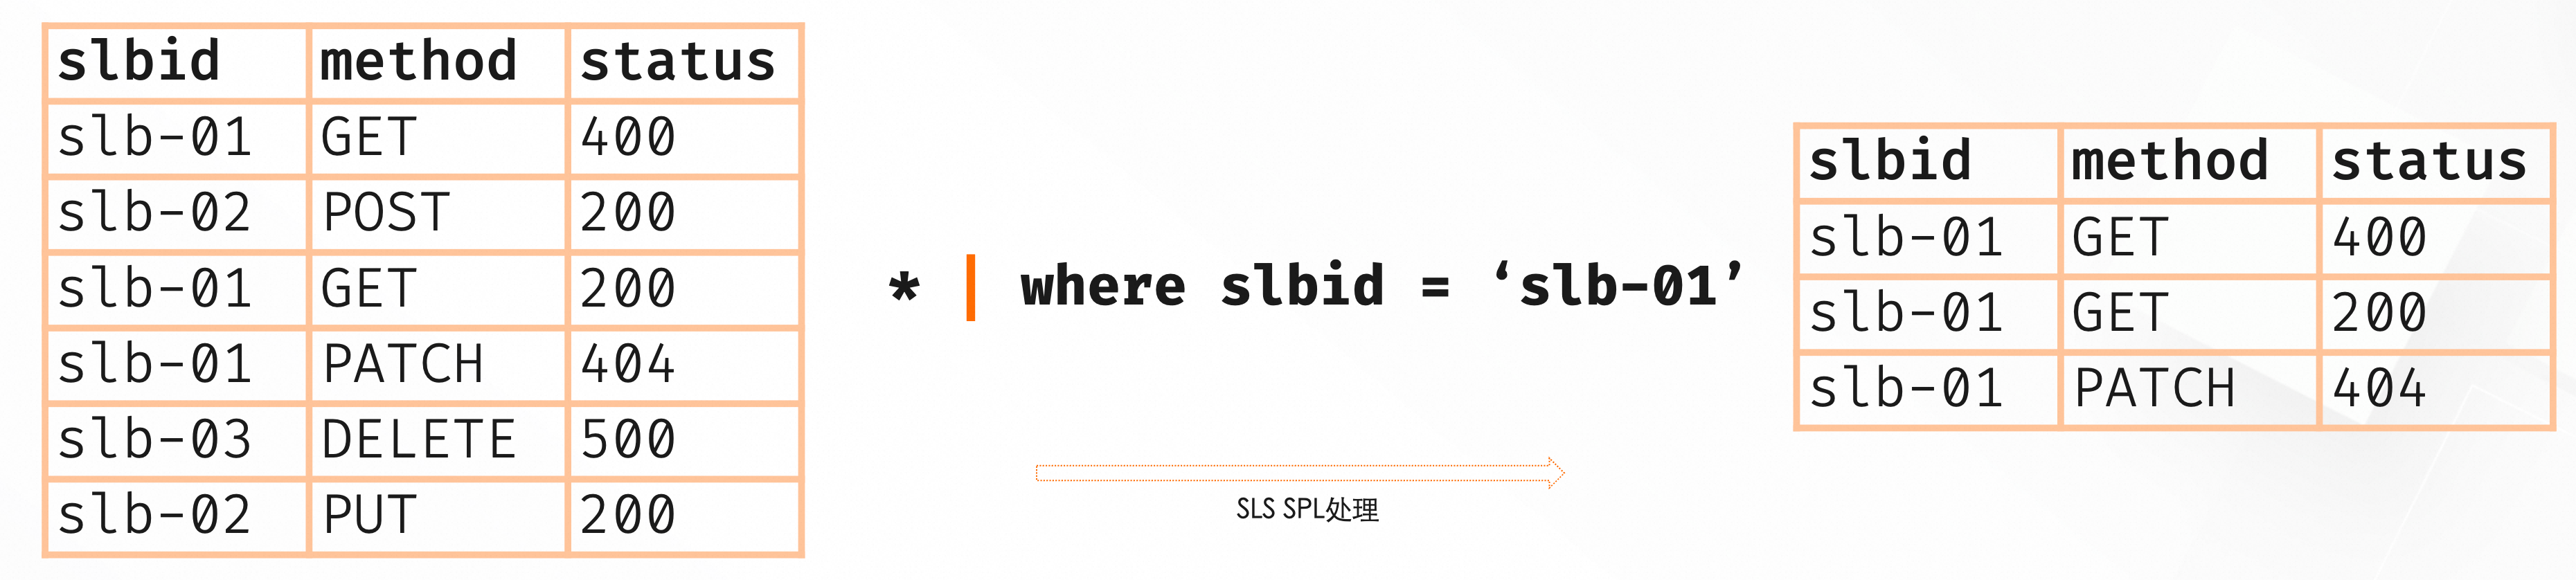 slbid method status
slb-01 GET 400
slb-02 POST 200
slb-01 GET 200
slb-01 PATCH 404
slb-03 DELETE 500
slb-02 PUT 200
* | where slbid = ‘slb-01’
SLS SPL处理
slbid method status
slb-01 GET 400
slb-01 GET 200
slb-01 PATCH 404